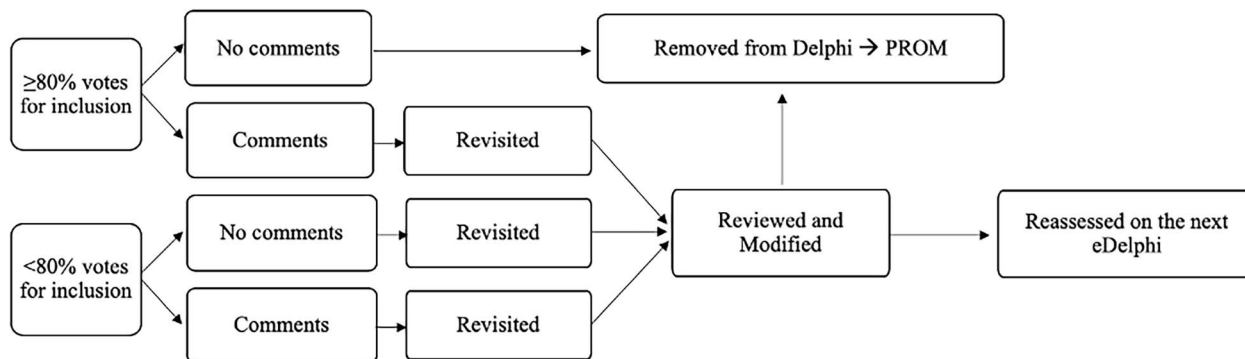 ≥80% votes
for inclusion
No comments
Removed from Delphi → PROM
Comments
Revisited
<80% votes
for inclusion
No comments
Revisited
Comments
Revisited
Reviewed and
Modified
Reassessed on the next
eDelphi